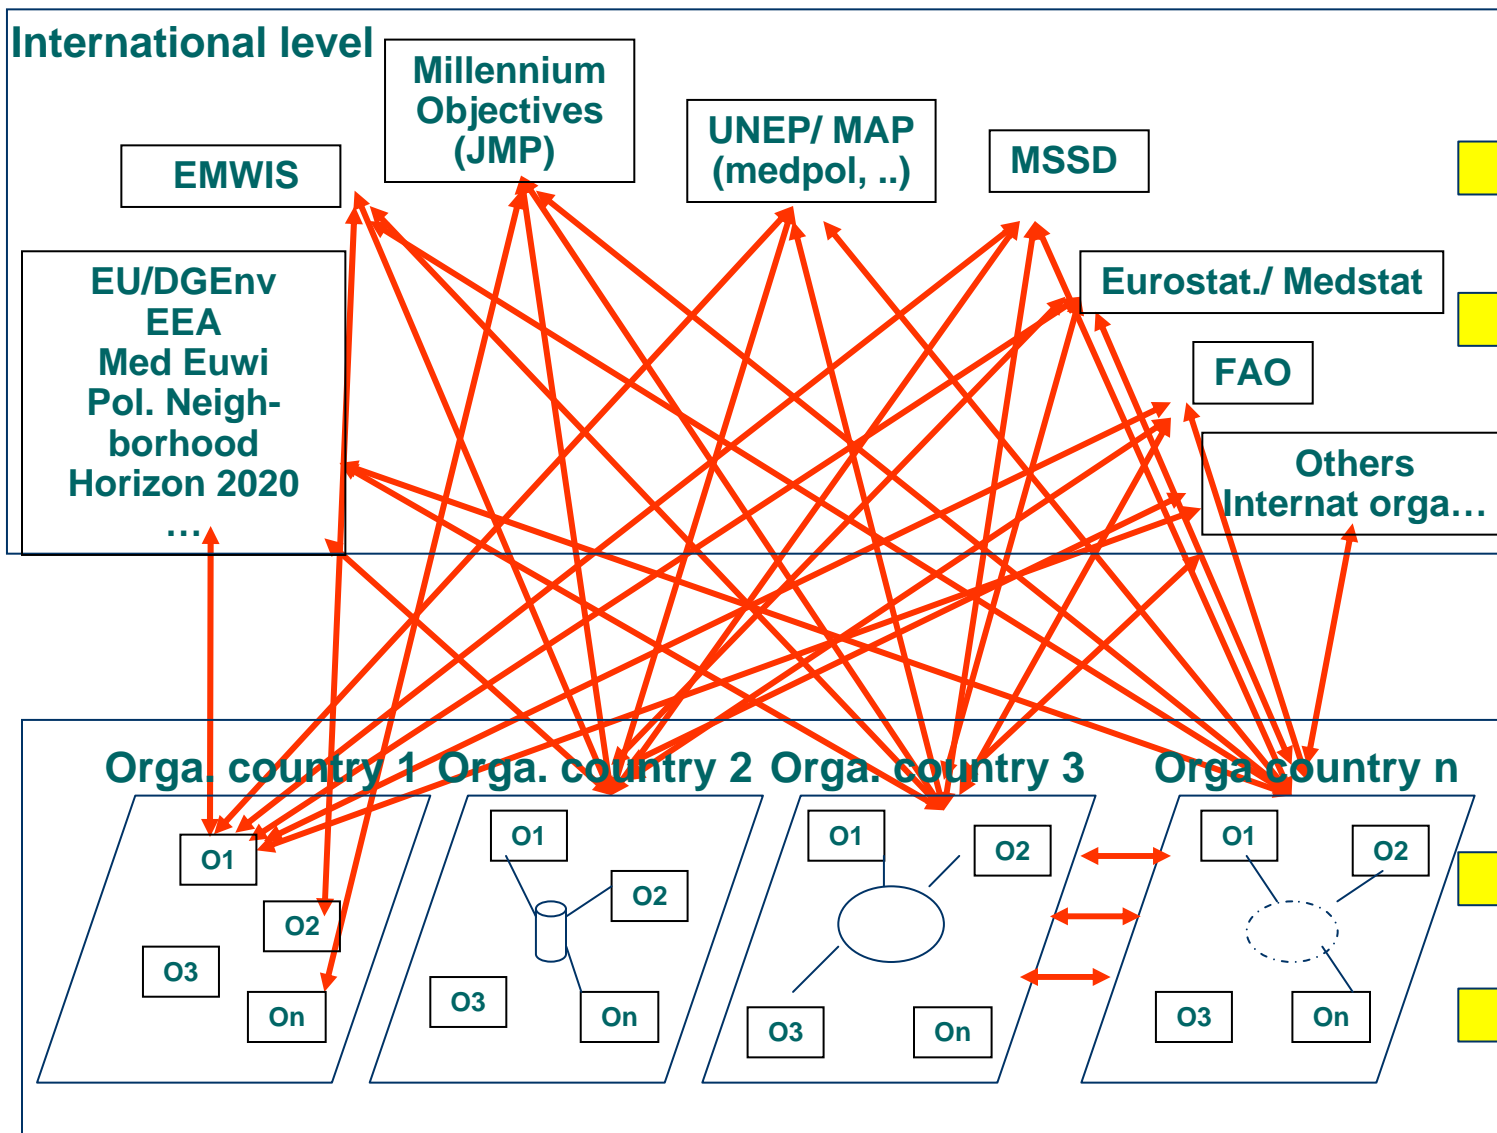 International level
Millennium
Objectives
(JMP)
UNEP/ MAP
(medpol, ..)
MSSD
EMWIS
EU/DGEnv
EEA
Med Euwi
Pol. Neigh-
borhood
Horizon 2020
…
Eurostat./ Medstat
FAO
Others
Internat orga…
Orga. country 1
Orga. country 2
Orga. country 3
Orga country n
O1
O2
O3
On
O1
O2
O3
On
O1
O2
O3
On
O1
O2
O3
On